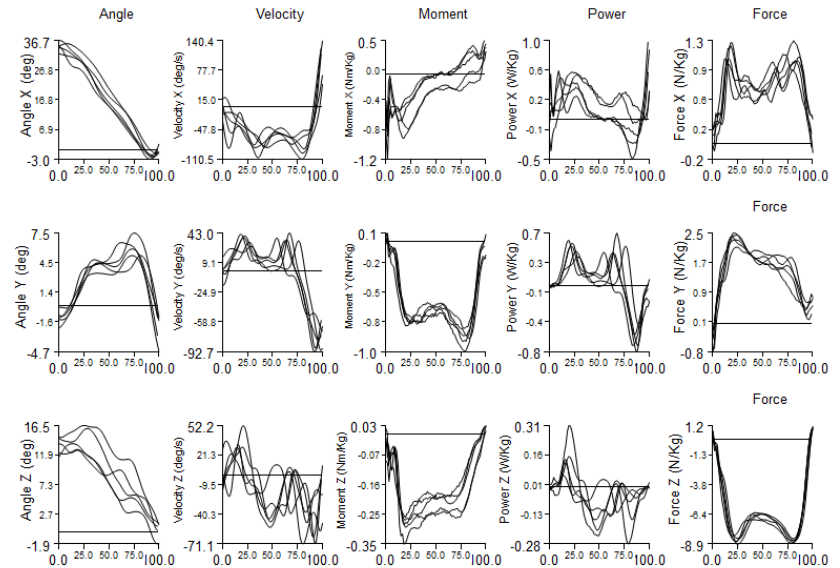 Angle Velocity Moment Power Force
Angle X (deg) 36.7 26.8 16.8 6.9 -3.0 0.0 25.0 50.0 75.0 100.0
Velocity X (deg/s) 140.4 77.7 15.0 -47.8 -110.5 0.0 25.0 50.0 75.0 100.0
Moment X (Nm/Kg) 0.5 0.0 -0.4 -0.8 -1.2 0.0 25.0 50.0 75.0 100.0
Power X (W/Kg) 1.0 0.6 0.2 -0.1 -0.5 0.0 25.0 50.0 75.0 100.0
Force X (N/Kg) 1.3 0.9 0.6 0.2 -0.2 0.0 25.0 50.0 75.0 100.0
Force
Angle Y (deg) 7.5 4.5 1.4 -1.6 -4.7 0.0 25.0 50.0 75.0 100.0
Velocity Y (deg/s) 43.0 9.1 -24.9 -58.8 -92.7 0.0 25.0 50.0 75.0 100.0
Moment Y (Nm/Kg) 0.1 -0.2 -0.5 -0.8 -1.0 0.0 25.0 50.0 75.0 100.0
Power Y (W/Kg) 0.7 0.3 -0.1 -0.4 -0.8 0.0 25.0 50.0 75.0 100.0
Force Y (N/Kg) 2.5 1.7 0.8 0.1 -0.8 0.0 25.0 50.0 75.0 100.0
Force
Angle Z (deg) 16.5 11.9 7.3 2.7 -1.9 0.0 25.0 50.0 75.0 100.0
Velocity Z (deg/s) 52.2 21.3 -9.5 -40.3 -71.1 0.0 25.0 50.0 75.0 100.0
Moment Z (Nm/Kg) 0.03 -0.07 -0.16 -0.25 -0.35 0.0 25.0 50.0 75.0 100.0
Power Z (W/Kg) 0.31 0.16 0.01 -0.13 -0.28 0.0 25.0 50.0 75.0 100.0
Force Z (N/Kg) 1.2 -1.3 -3.8 -6.4 -8.9 0.0 25.0 50.0 75.0 100.0